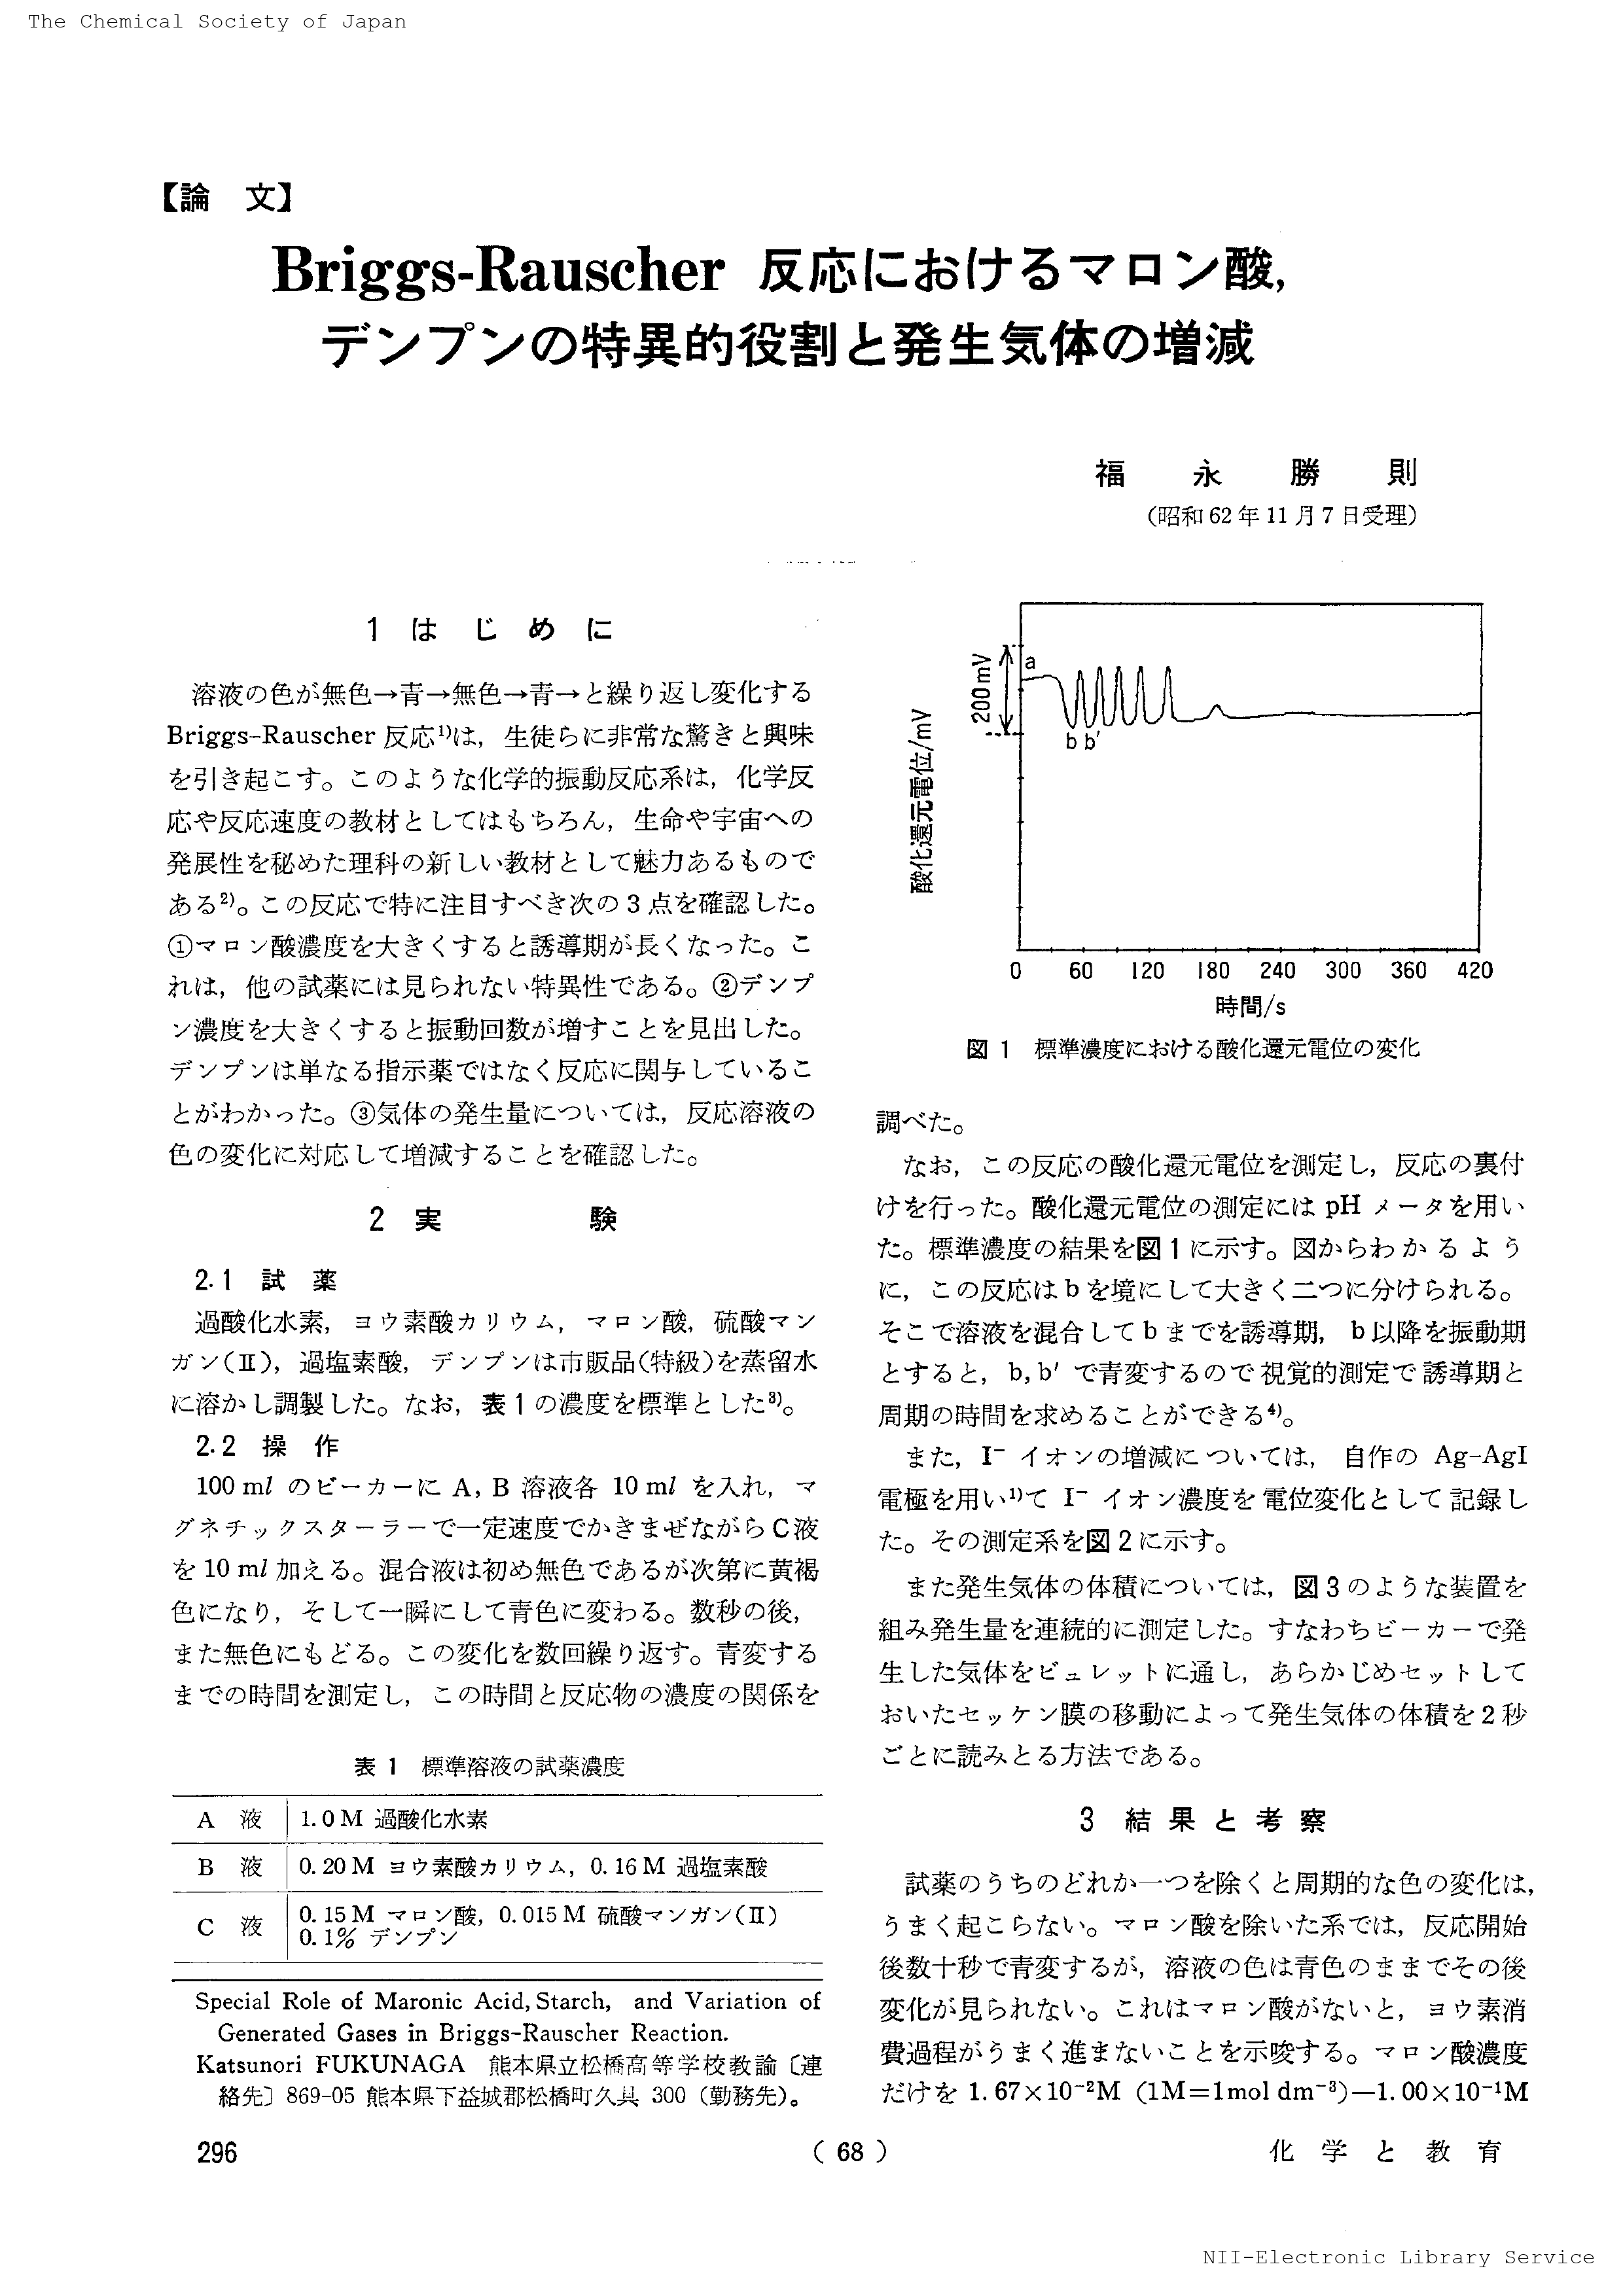 The Chemical Society of Japan
【論 文】
Briggs-Rauscher 反応におけるマロン酸,
デンプンの特異的役割と発生気体の増減
福 永 勝 則
(昭和62年11月7日受理)
1 は じ め に
溶液の色が無色→青→無色→青→と繰り返し変化する
Briggs-Rauscher 反応¹⁾は, 生徒らに非常な驚きと興味
を引き起こす。このような化学的振動反応系は, 化学反
応や反応速度の教材としてはもちろん, 生命や宇宙への
発展性を秘めた理科の新しい教材として魅力あるもので
ある²⁾。この反応で特に注目すべき次の3点を確認した。
①マロン酸濃度を大きくすると誘導期が長くなった。こ
れは, 他の試薬には見られない特異性である。②デンプ
ン濃度を大きくすると振動回数が増すことを見出した。
デンプンは単なる指示薬ではなく反応に関与しているこ
とがわかった。③気体の発生量については, 反応溶液の
色の変化に対応して増減することを確認した。
2 実 験
2.1 試 薬
過酸化水素, ヨウ素酸カリウム, マロン酸, 硫酸マン
ガン(Ⅱ), 過塩素酸, デンプンは市販品(特級)を蒸留水
に溶かし調製した。なお, 表1の濃度を標準とした³⁾。
2.2 操 作
100 ml のビーカーに A, B 溶液各 10 ml を入れ, マ
グネチックスターラーで一定速度でかきまぜながらC液
を 10 ml 加える。混合液は初め無色であるが次第に黄褐
色になり, そして一瞬にして青色に変わる。数秒の後,
また無色にもどる。この変化を数回繰り返す。青変する
までの時間を測定し, この時間と反応物の濃度の関係を
表 1 標準溶液の試薬濃度
A 液 1.0 M 過酸化水素
B 液 0.20 M ヨウ素酸カリウム, 0.16 M 過塩素酸
C 液 0.15 M マロン酸, 0.015 M 硫酸マンガン(Ⅱ)
0.1% デンプン
Special Role of Maronic Acid, Starch, and Variation of
Generated Gases in Briggs-Rauscher Reaction.
Katsunori FUKUNAGA 熊本県立松橋高等学校教諭〔連
絡先〕869-05 熊本県下益城郡松橋町久具 300 (勤務先)。
酸化還元電位/mV
200 mV
a
b b′
0 60 120 180 240 300 360 420
時間/s
図 1 標準濃度における酸化還元電位の変化
調べた。
なお, この反応の酸化還元電位を測定し, 反応の裏付
けを行った。酸化還元電位の測定には pH メータを用い
た。標準濃度の結果を図1に示す。図からわかるよう
に, この反応はbを境にして大きく二つに分けられる。
そこで溶液を混合してbまでを誘導期, b以降を振動期
とすると, b, b′ で青変するので視覚的測定で誘導期と
周期の時間を求めることができる⁴⁾。
また, I⁻ イオンの増減については, 自作の Ag-AgI
電極を用い¹⁾て I⁻ イオン濃度を電位変化として記録し
た。その測定系を図2に示す。
また発生気体の体積については, 図3のような装置を
組み発生量を連続的に測定した。すなわちビーカーで発
生した気体をビュレットに通し, あらかじめセットして
おいたセッケン膜の移動によって発生気体の体積を2秒
ごとに読みとる方法である。
3 結 果 と 考 察
試薬のうちのどれか一つを除くと周期的な色の変化は,
うまく起こらない。マロン酸を除いた系では, 反応開始
後数十秒で青変するが, 溶液の色は青色のままでその後
変化が見られない。これはマロン酸がないと, ヨウ素消
費過程がうまく進まないことを示唆する。マロン酸濃度
だけを 1.67×10⁻²M (1M=1mol dm⁻³)—1.00×10⁻¹M
296
( 68 )
化 学 と 教 育
NII-Electronic Library Service